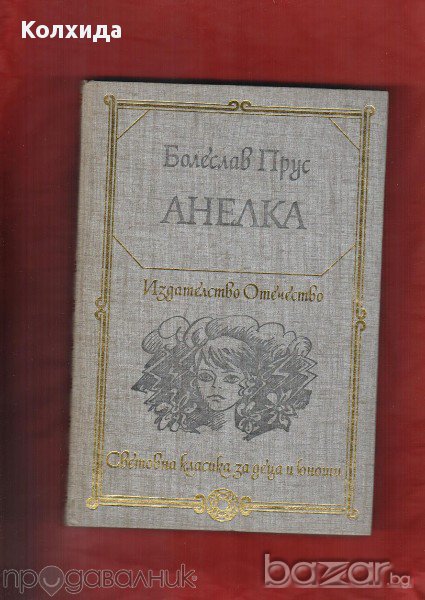 Колхида
Болеслав Прус
АНЕЛКА
Издателство Отечество
Световна класика за деца и юноши
продавалник
bazar.bg